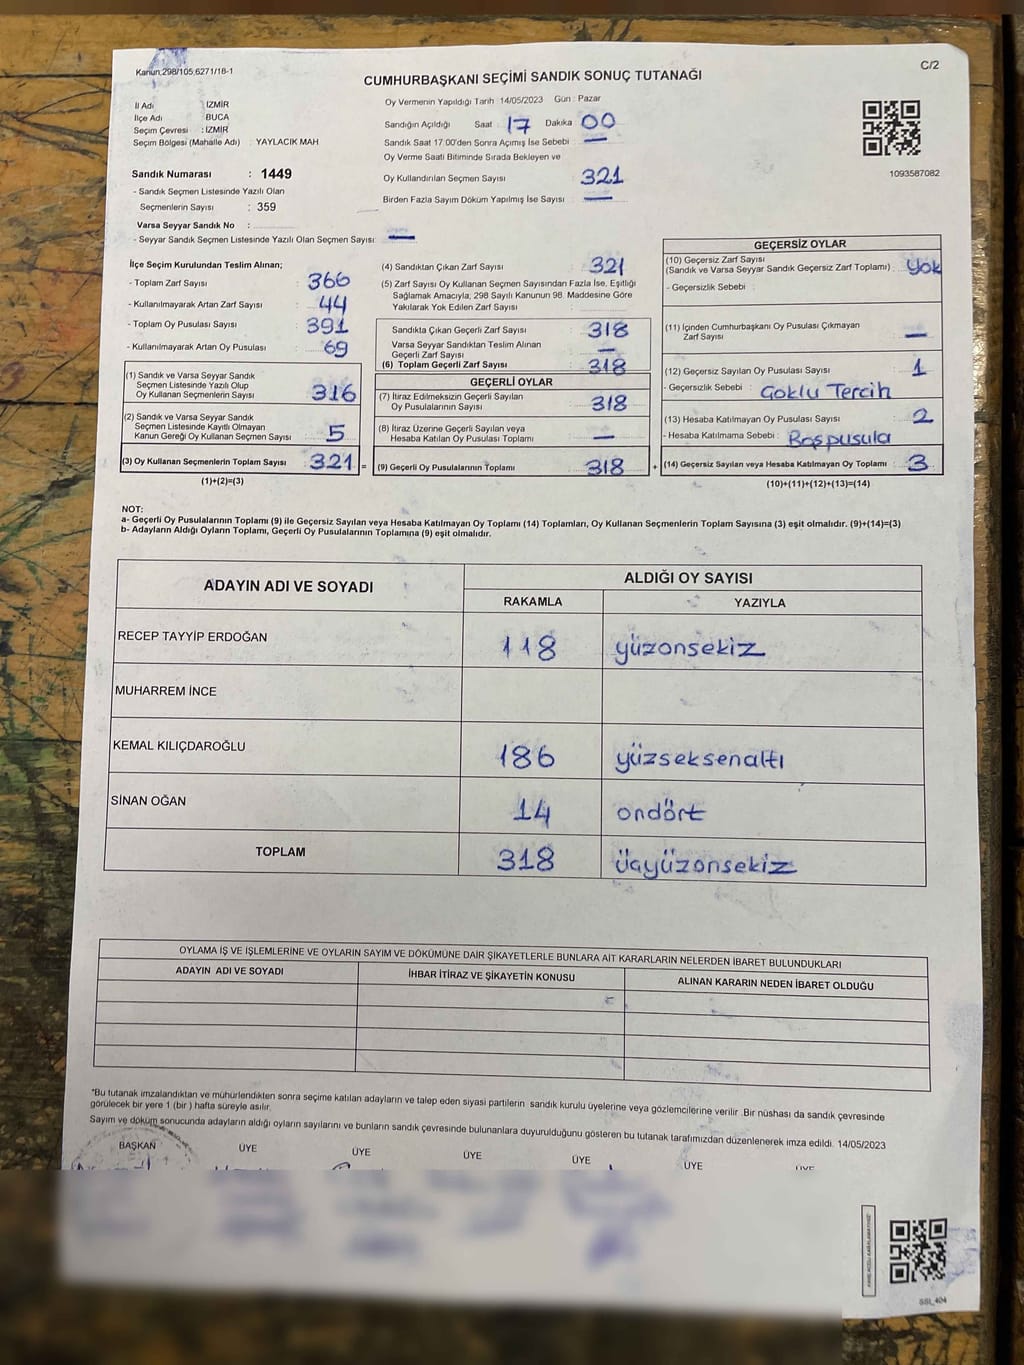 Kanun;298/105;6271/18-1
C/2
CUMHURBAŞKANI SEÇİMİ SANDIK SONUÇ TUTANAĞI
İl Adı : İZMİR
İlçe Adı : BUCA
Seçim Çevresi : İZMİR
Seçim Bölgesi (Mahalle Adı) : YAYLACIK MAH
Sandık Numarası : 1449
- Sandık Seçmen Listesinde Yazılı Olan
Seçmenlerin Sayısı : 359
Varsa Seyyar Sandık No :
- Seyyar Sandık Seçmen Listesinde Yazılı Olan Seçmen Sayısı: —
Oy Vermenin Yapıldığı Tarih 14/05/2023 Gün : Pazar
Sandığın Açıldığı Saat : 17 Dakika : 00
Sandık Saat 17.00'den Sonra Açımış İse Sebebi : —
Oy Verme Saati Bitiminde Sırada Bekleyen ve
Oy Kullandırılan Seçmen Sayısı : 321
Birden Fazla Sayım Döküm Yapılmış İse Sayısı : —
1093587082
İlçe Seçim Kurulundan Teslim Alınan;
- Toplam Zarf Sayısı : 366
- Kullanılmayarak Artan Zarf Sayısı : 44
- Toplam Oy Pusulası Sayısı : 391
- Kullanılmayarak Artan Oy Pusulası : 69
(1) Sandık ve Varsa Seyyar Sandık
Seçmen Listesinde Yazılı Olup
Oy Kullanan Seçmenlerin Sayısı : 316
(2) Sandık ve Varsa Seyyar Sandık
Seçmen Listesinde Kayıtlı Olmayan
Kanun Gereği Oy Kullanan Seçmen Sayısı : 5
(3) Oy Kullanan Seçmenlerin Toplam Sayısı : 321 =
(1)+(2)=(3)
(4) Sandıktan Çıkan Zarf Sayısı : 321
(5) Zarf Sayısı Oy Kullanan Seçmen Sayısından Fazla İse, Eşitliği
Sağlamak Amacıyla, 298 Sayılı Kanunun 98. Maddesine Göre
Yakılarak Yok Edilen Zarf Sayısı :
Sandıkta Çıkan Geçerli Zarf Sayısı : 318
Varsa Seyyar Sandıktan Teslim Alınan
Geçerli Zarf Sayısı : —
(6) Toplam Geçerli Zarf Sayısı : 318
GEÇERLİ OYLAR
(7) İtiraz Edilmeksizin Geçerli Sayılan
Oy Pusulalarının Sayısı : 318
(8) İtiraz Üzerine Geçerli Sayılan veya
Hesaba Katılan Oy Pusulası Toplamı : —
(9) Geçerli Oy Pusulalarının Toplamı : 318 +
GEÇERSİZ OYLAR
(10) Geçersiz Zarf Sayısı
(Sandık ve Varsa Seyyar Sandık Geçersiz Zarf Toplamı) : Yok
- Geçersizlik Sebebi :
(11) İçinden Cumhurbaşkanı Oy Pusulası Çıkmayan
Zarf Sayısı : —
(12) Geçersiz Sayılan Oy Pusulası Sayısı : 1
- Geçersizlik Sebebi : Çoklu Tercih
(13) Hesaba Katılmayan Oy Pusulası Sayısı : 2
- Hesaba Katılmama Sebebi : Boş pusula
(14) Geçersiz Sayılan veya Hesaba Katılmayan Oy Toplamı : 3
(10)+(11)+(12)+(13)=(14)
NOT:
a- Geçerli Oy Pusulalarının Toplamı (9) ile Geçersiz Sayılan veya Hesaba Katılmayan Oy Toplamı (14) Toplamları, Oy Kullanan Seçmenlerin Toplam Sayısına (3) eşit olmalıdır. (9)+(14)=(3)
b- Adayların Aldığı Oyların Toplamı, Geçerli Oy Pusulalarının Toplamına (9) eşit olmalıdır.
ADAYIN ADI VE SOYADI
ALDIĞI OY SAYISI
RAKAMLA YAZIYLA
RECEP TAYYİP ERDOĞAN 118 yüzonsekiz
MUHARREM İNCE
KEMAL KILIÇDAROĞLU 186 yüzseksenaltı
SİNAN OĞAN 14 ondört
TOPLAM 318 üçyüzonsekiz
OYLAMA İŞ VE İŞLEMLERİNE VE OYLARIN SAYIM VE DÖKÜMÜNE DAİR ŞİKAYETLERLE BUNLARA AİT KARARLARIN NELERDEN İBARET BULUNDUKLARI
ADAYIN ADI VE SOYADI İHBAR İTİRAZ VE ŞİKAYETİN KONUSU ALINAN KARARIN NEDEN İBARET OLDUĞU
*Bu tutanak imzalandıktan ve mühürlendikten sonra seçime katılan adayların ve talep eden siyasi partilerin sandık kurulu üyelerine veya gözlemcilerine verilir. Bir nüshası da sandık çevresinde
görülecek bir yere 1 (bir) hafta süreyle asılır.
Sayım ve döküm sonucunda adayların aldığı oyların sayılarını ve bunların sandık çevresinde bulunanlara duyurulduğunu gösteren bu tutanak tarafımızdan düzenlenerek imza edildi. 14/05/2023
BAŞKAN ÜYE ÜYE ÜYE ÜYE ÜYE ÜYE